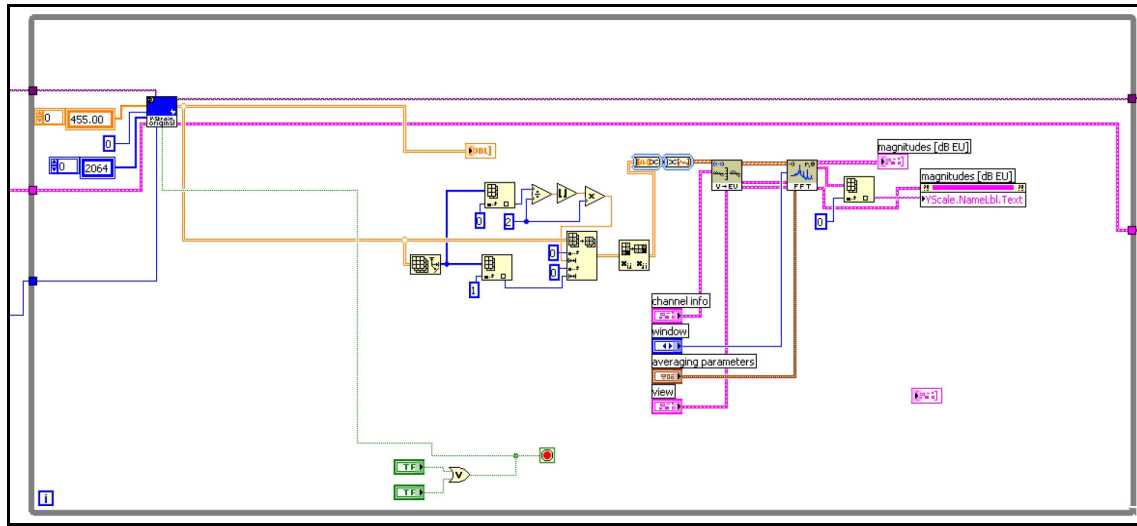 0
455.00
0
0
2064
DBL
0
2
0
0
1
V→EU
FFT
0
magnitudes [dB EU]
magnitudes [dB EU]
YScale.NameLbl.Text
channel info
window
averaging parameters
view
TF
TF
V
i